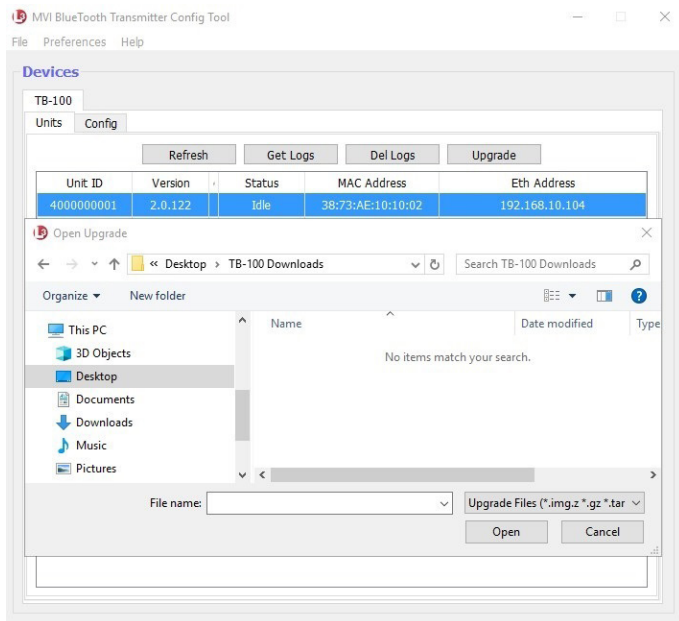 MVI BlueTooth Transmitter Config Tool
File Preferences Help
Devices
TB-100
Units Config
Refresh Get Logs Del Logs Upgrade
Unit ID Version Status MAC Address Eth Address
4000000001 2.0.122 Idle 38:73:AE:10:10:02 192.168.10.104
Open Upgrade
« Desktop › TB-100 Downloads Search TB-100 Downloads
Organize New folder
Name Date modified Type
This PC
No items match your search.
3D Objects
Desktop
Documents
Downloads
Music
Pictures
File name: Upgrade Files (*.img.z *.gz *.tar
Open Cancel